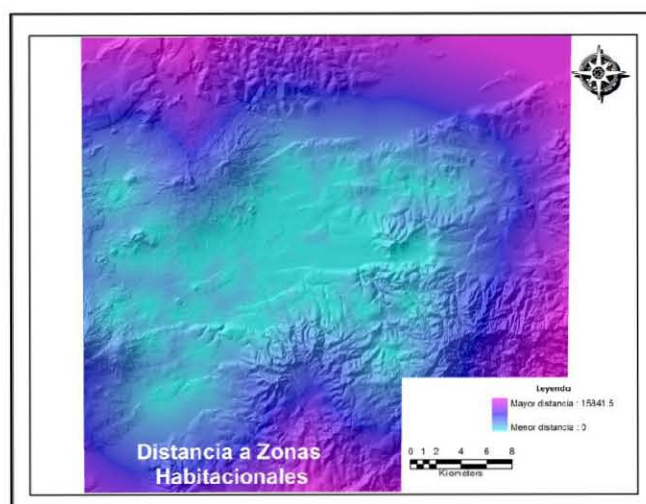 Leyenda
Mayor distancia : 15841.5
Menor distancia : 0
0 1 2 4 6 8
Kilometers
Distancia a Zonas
Habitacionales